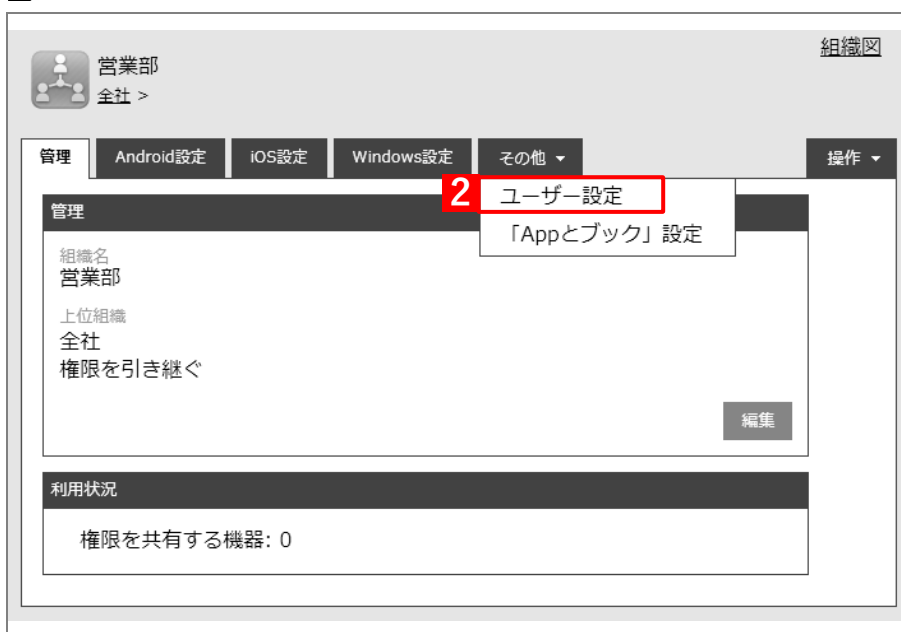 組織図
営業部
全社 >
管理 Android設定 iOS設定 Windows設定 その他 ▼ 操作 ▼
2 ユーザー設定
「Appとブック」設定
管理
組織名
営業部
上位組織
全社
権限を引き継ぐ
編集
利用状況
権限を共有する機器: 0